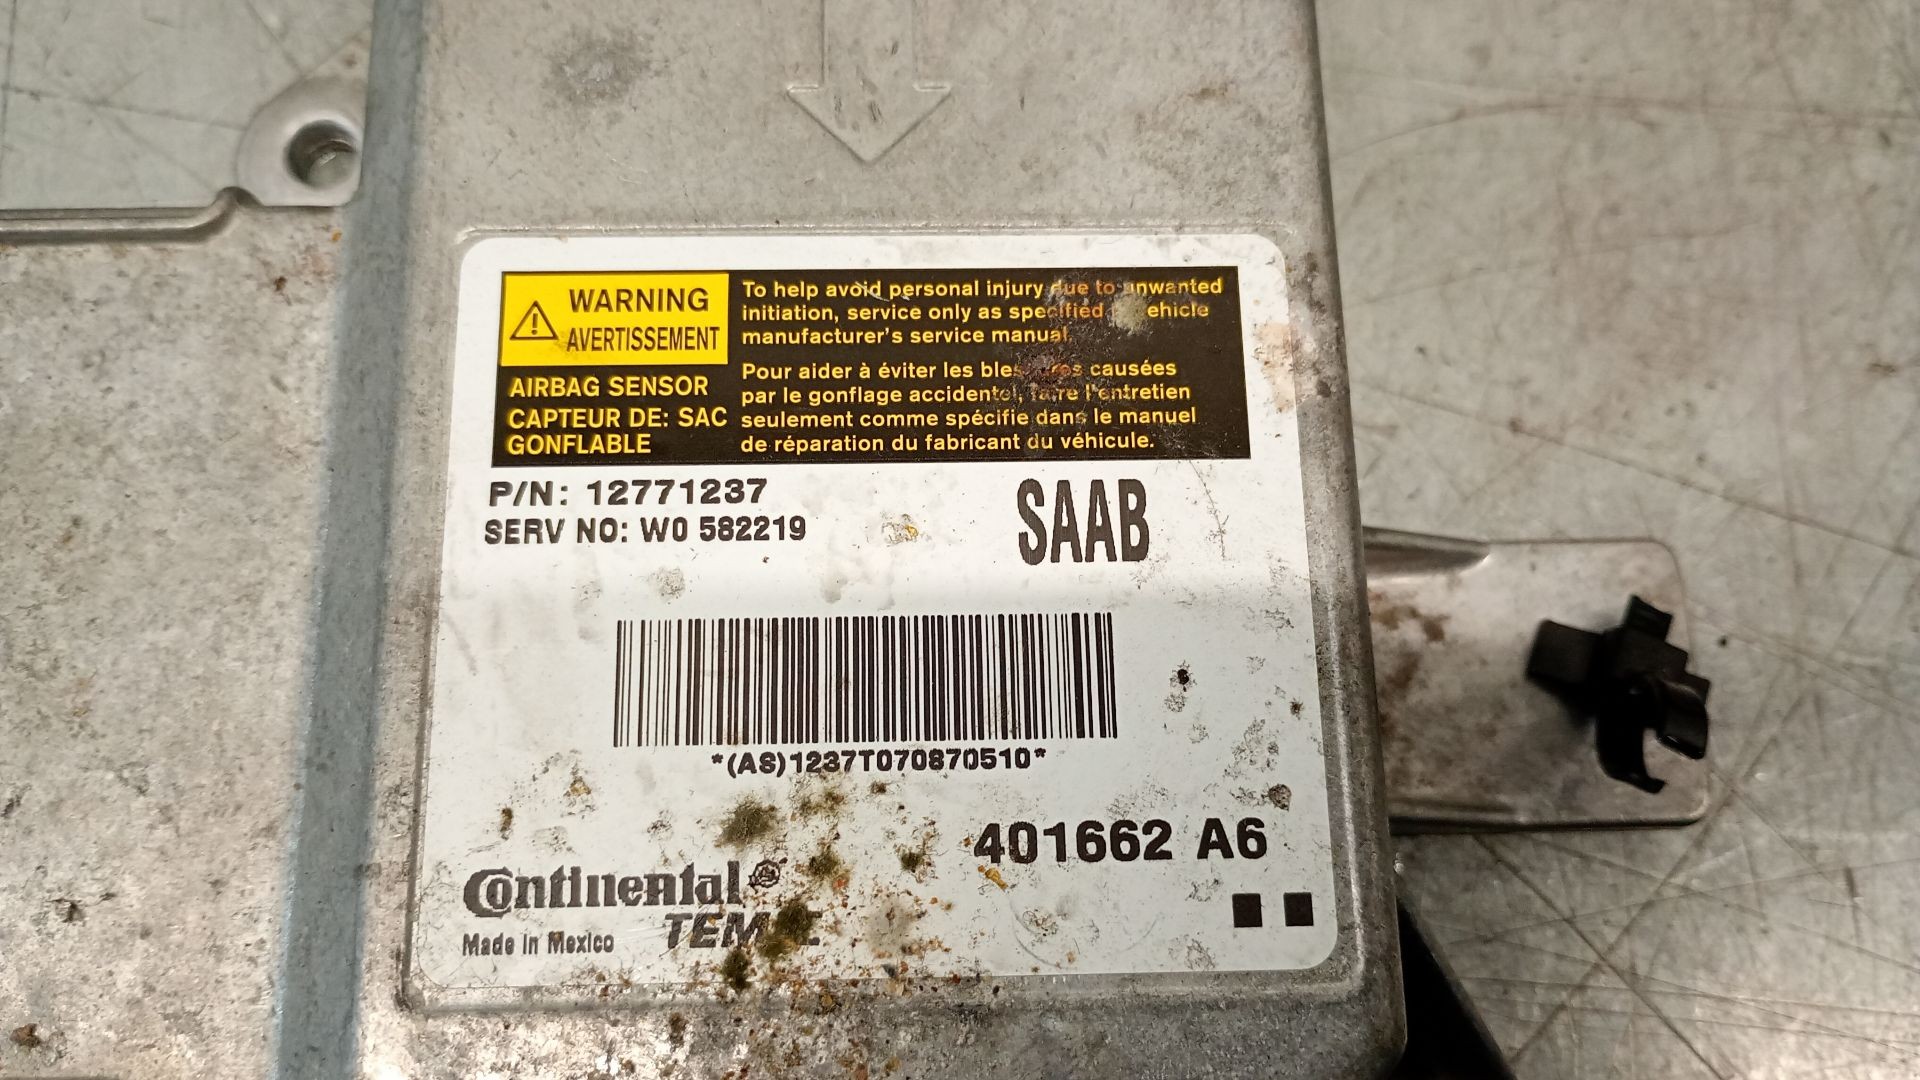 WARNING
AVERTISSEMENT
AIRBAG SENSOR
CAPTEUR DE: SAC
GONFLABLE
To help avoid personal injury due to unwanted
initiation, service only as specified ehicle
manufacturer's service manual
Pour aider à éviter les causées
par le gonflage accidentel, faire l'entretien
seulement comme spécifie dans le manuel
de réparation du fabricant du véhicule.
P/N: 12771237
SERV NO: W0 582219
SAAB
*(AS)1237T070870510*
401662 A6
Continental
Made in Mexico